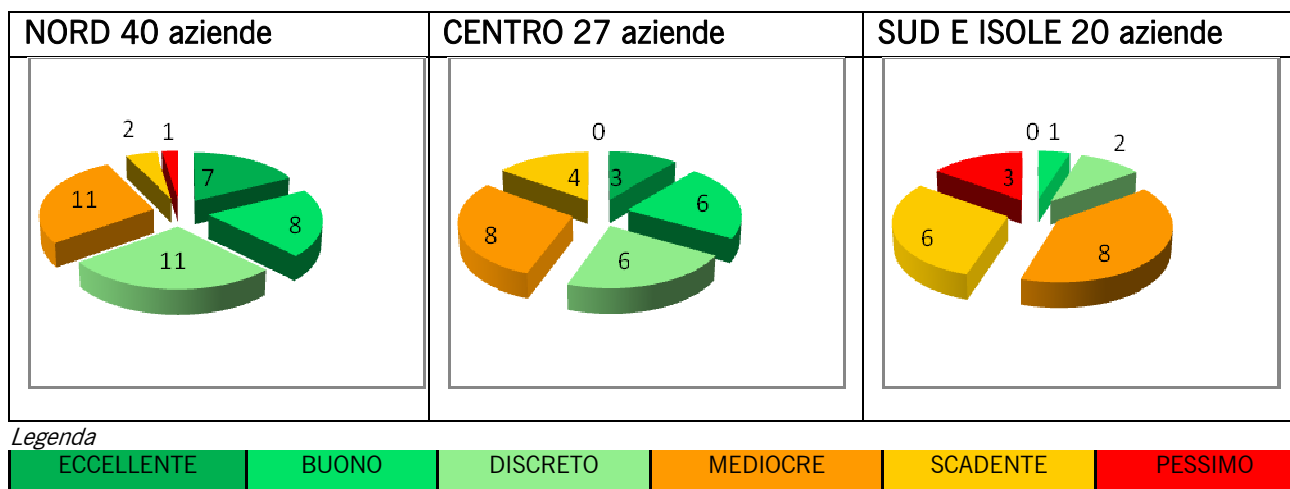 NORD 40 aziende
CENTRO 27 aziende
SUD E ISOLE 20 aziende
2
1
7
8
11
11
0
3
6
6
8
4
0
1
2
8
6
3
Legenda
ECCELLENTE
BUONO
DISCRETO
MEDIOCRE
SCADENTE
PESSIMO